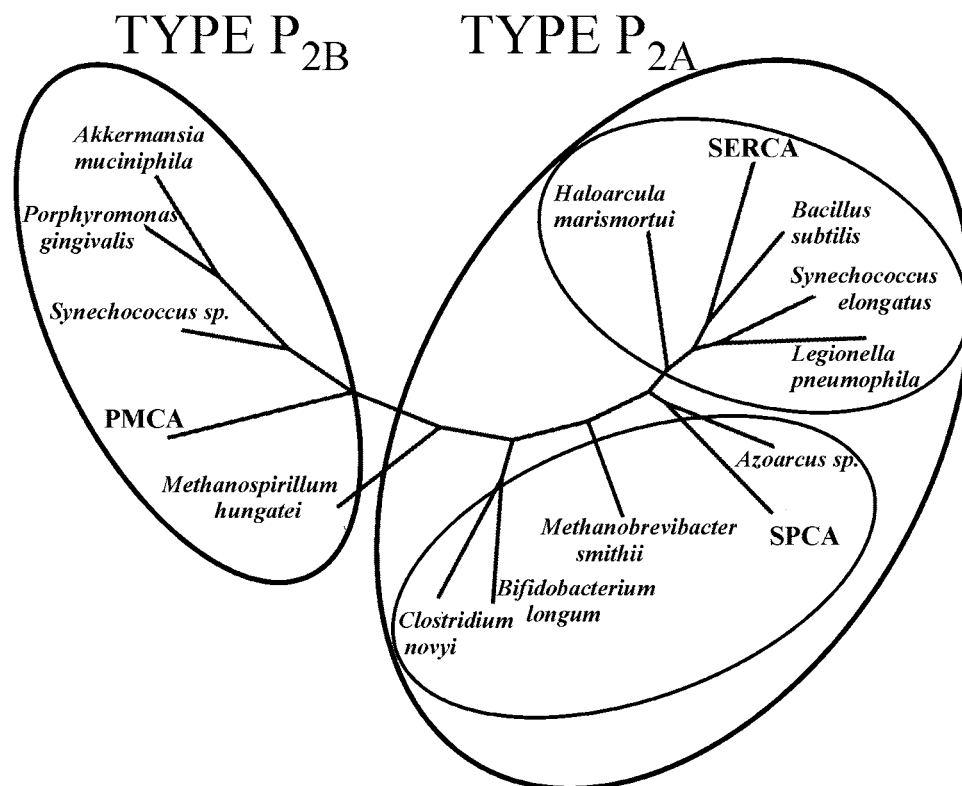 TYPE P2B
TYPE P2A
Akkermansia
muciniphila
Porphyromonas
gingivalis
Synechococcus sp.
PMCA
Methanospirillum
hungatei
SERCA
Haloarcula
marismortui
Bacillus
subtilis
Synechococcus
elongatus
Legionella
pneumophila
Azoarcus sp.
SPCA
Methanobrevibacter
smithii
Bifidobacterium
longum
Clostridium
novyi